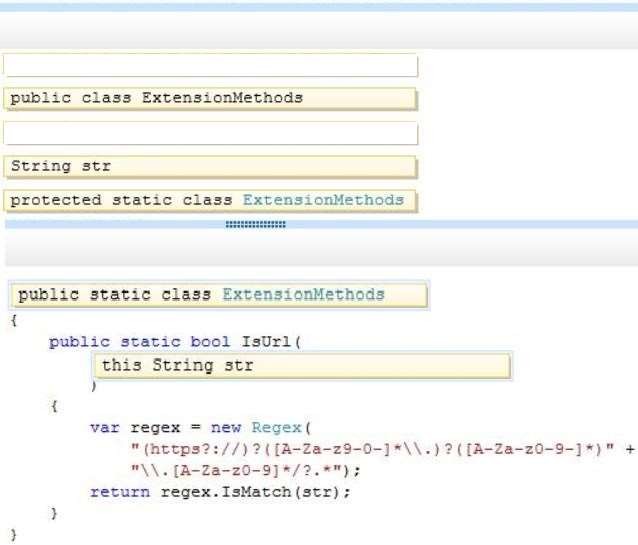 public class ExtensionMethods
String str
protected static class ExtensionMethods
public static class ExtensionMethods
{
public static bool IsUrl(
this String str
)
{
var regex = new Regex(
"(https?://)?([A-Za-z9-0-]*\\.)?([A-Za-z0-9-]*)" +
"\\.[A-Za-z0-9]*/?.*");
return regex.IsMatch(str);
}
}